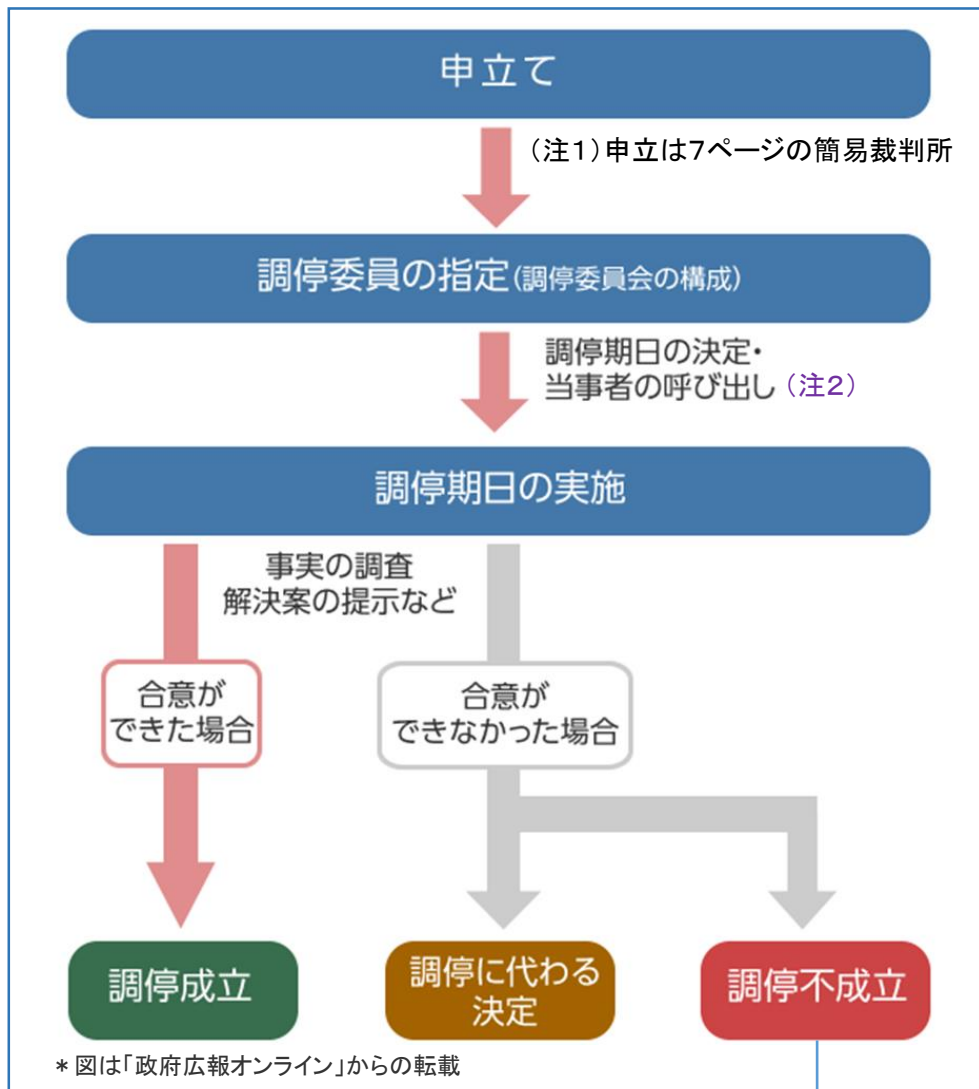 申立て
（注1）申立は7ページの簡易裁判所
調停委員の指定（調停委員会の構成）
調停期日の決定・
当事者の呼び出し（注2）
調停期日の実施
事実の調査
解決案の提示など
合意が
できた場合
合意が
できなかった場合
調停成立
調停に代わる
決定
調停不成立
＊図は「政府広報オンライン」からの転載